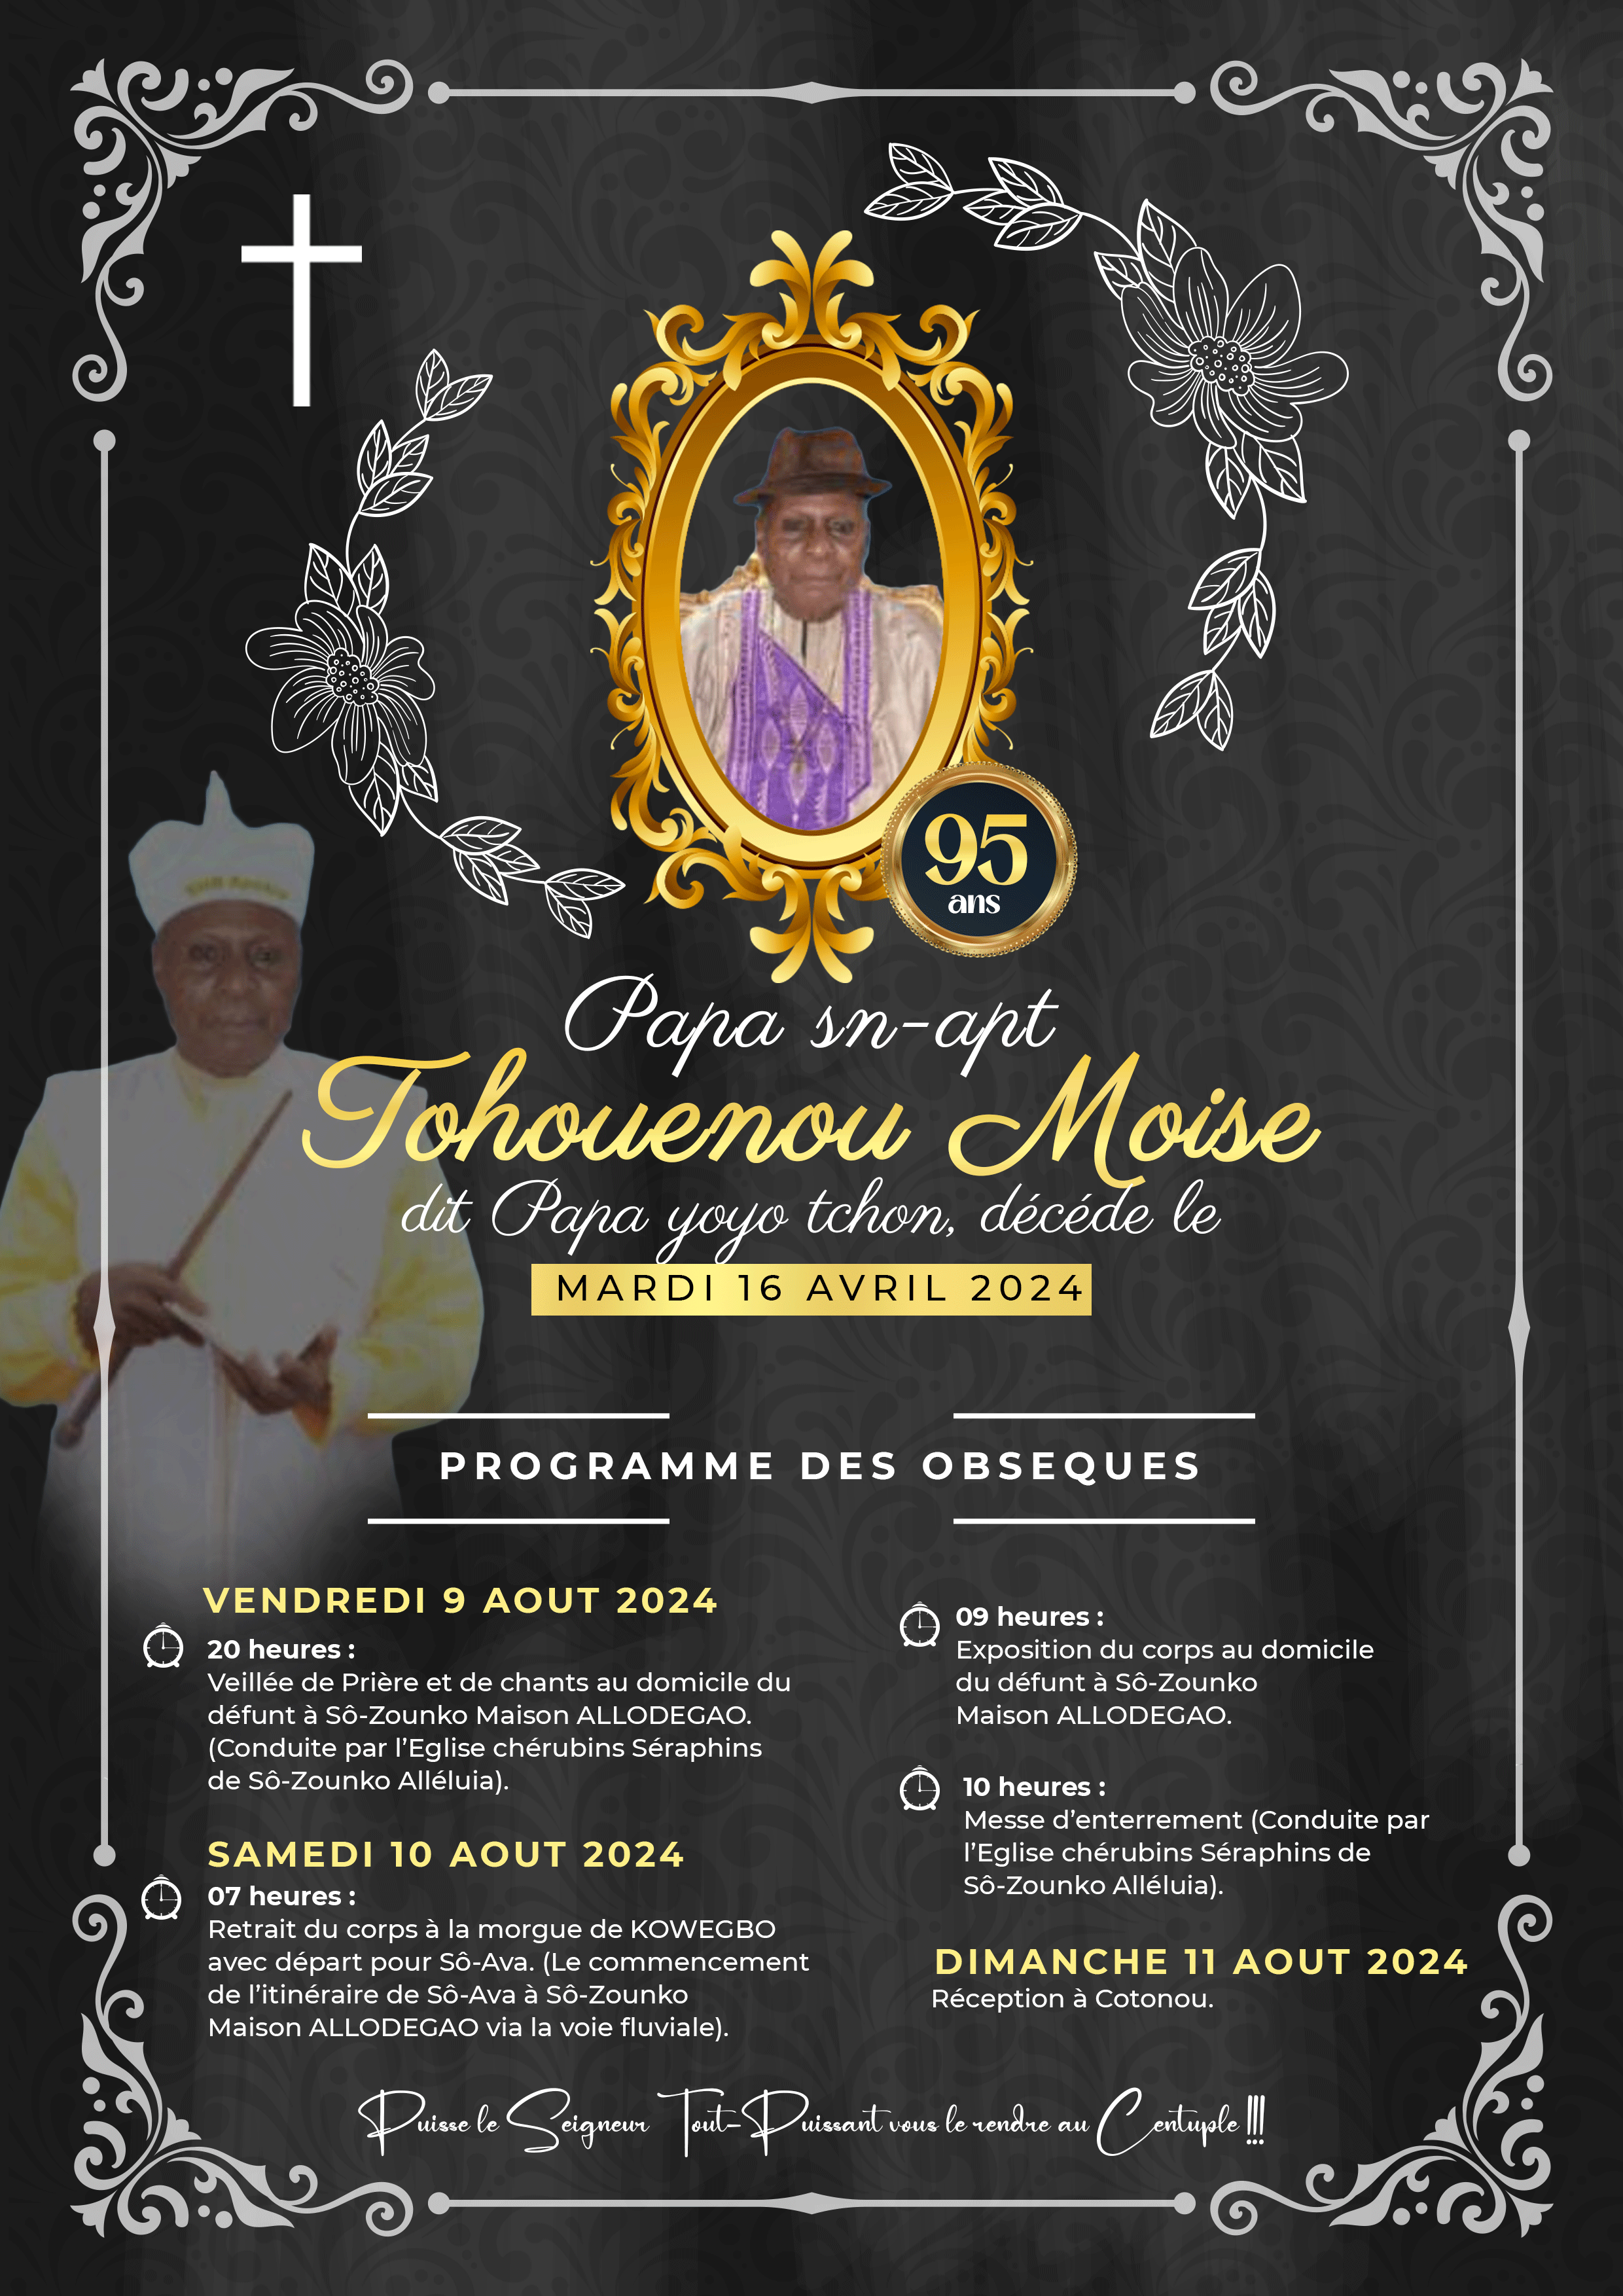 95
ans
Papa sn-apt
Tohouenou Moise
dit Papa yoyo tchon, décéde le
MARDI 16 AVRIL 2024
PROGRAMME DES OBSEQUES
VENDREDI 9 AOUT 2024
20 heures :
Veillée de Prière et de chants au domicile du
défunt à Sô-Zounko Maison ALLODEGAO.
(Conduite par l'Eglise chérubins Séraphins
de Sô-Zounko Alléluia).
SAMEDI 10 AOUT 2024
07 heures :
Retrait du corps à la morgue de KOWEGBO
avec départ pour Sô-Ava. (Le commencement
de l'itinéraire de Sô-Ava à Sô-Zounko
Maison ALLODEGAO via la voie fluviale).
09 heures :
Exposition du corps au domicile
du défunt à Sô-Zounko
Maison ALLODEGAO.
10 heures :
Messe d'enterrement (Conduite par
l'Eglise chérubins Séraphins de
Sô-Zounko Alléluia).
DIMANCHE 11 AOUT 2024
Réception à Cotonou.
Puisse le Seigneur Tout-Puissant vous le rendre au Centuple !!!